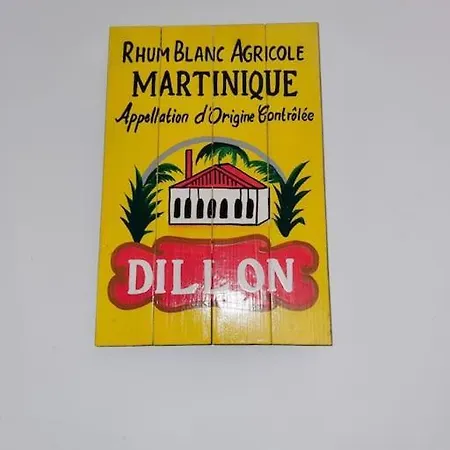 RHUM BLANC AGRICOLE
MARTINIQUE
Appellation d'Origine Contrôlée
DILLON